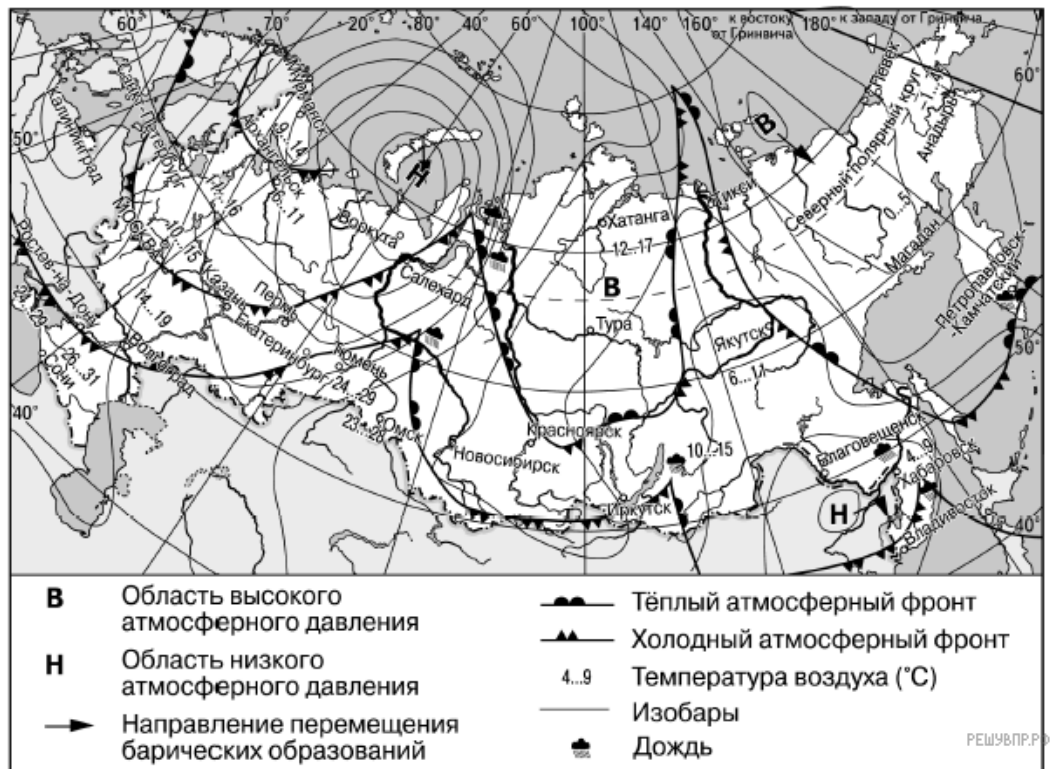 60° 70° 20° 80° 40° 60° 100° 140° 160° к востоку 180° к западу от Гринвича
от Гринвича
60°
Певек
Мурманск
Калининград
Санкт-Петербург
9...14
Архангельск
6...11
50°
Н
В
Северный полярный круг
Анадырь
0...5
Тикси
Хатанга
12...17
В
Магадан
Воркута
МОСКВА
10...15
Салехард
Петропавловск
-Камчатский
Ростов-на-Дону
Казань
Пермь
Тура
Якутск
14...19
Екатеринбург
Тюмень
24...29
6...11
50°
26...31
Сочи
Волгоград
23...28
Омск
Красноярск
10...15
Благовещенск
4...9
Хабаровск
40°
Новосибирск
Иркутск
Н
Владивосток
40°
В Область высокого
атмосферного давления
Н Область низкого
атмосферного давления
Направление перемещения
барических образований
Тёплый атмосферный фронт
Холодный атмосферный фронт
4...9 Температура воздуха (°С)
Изобары
Дождь
РЕШУВПР.РФ